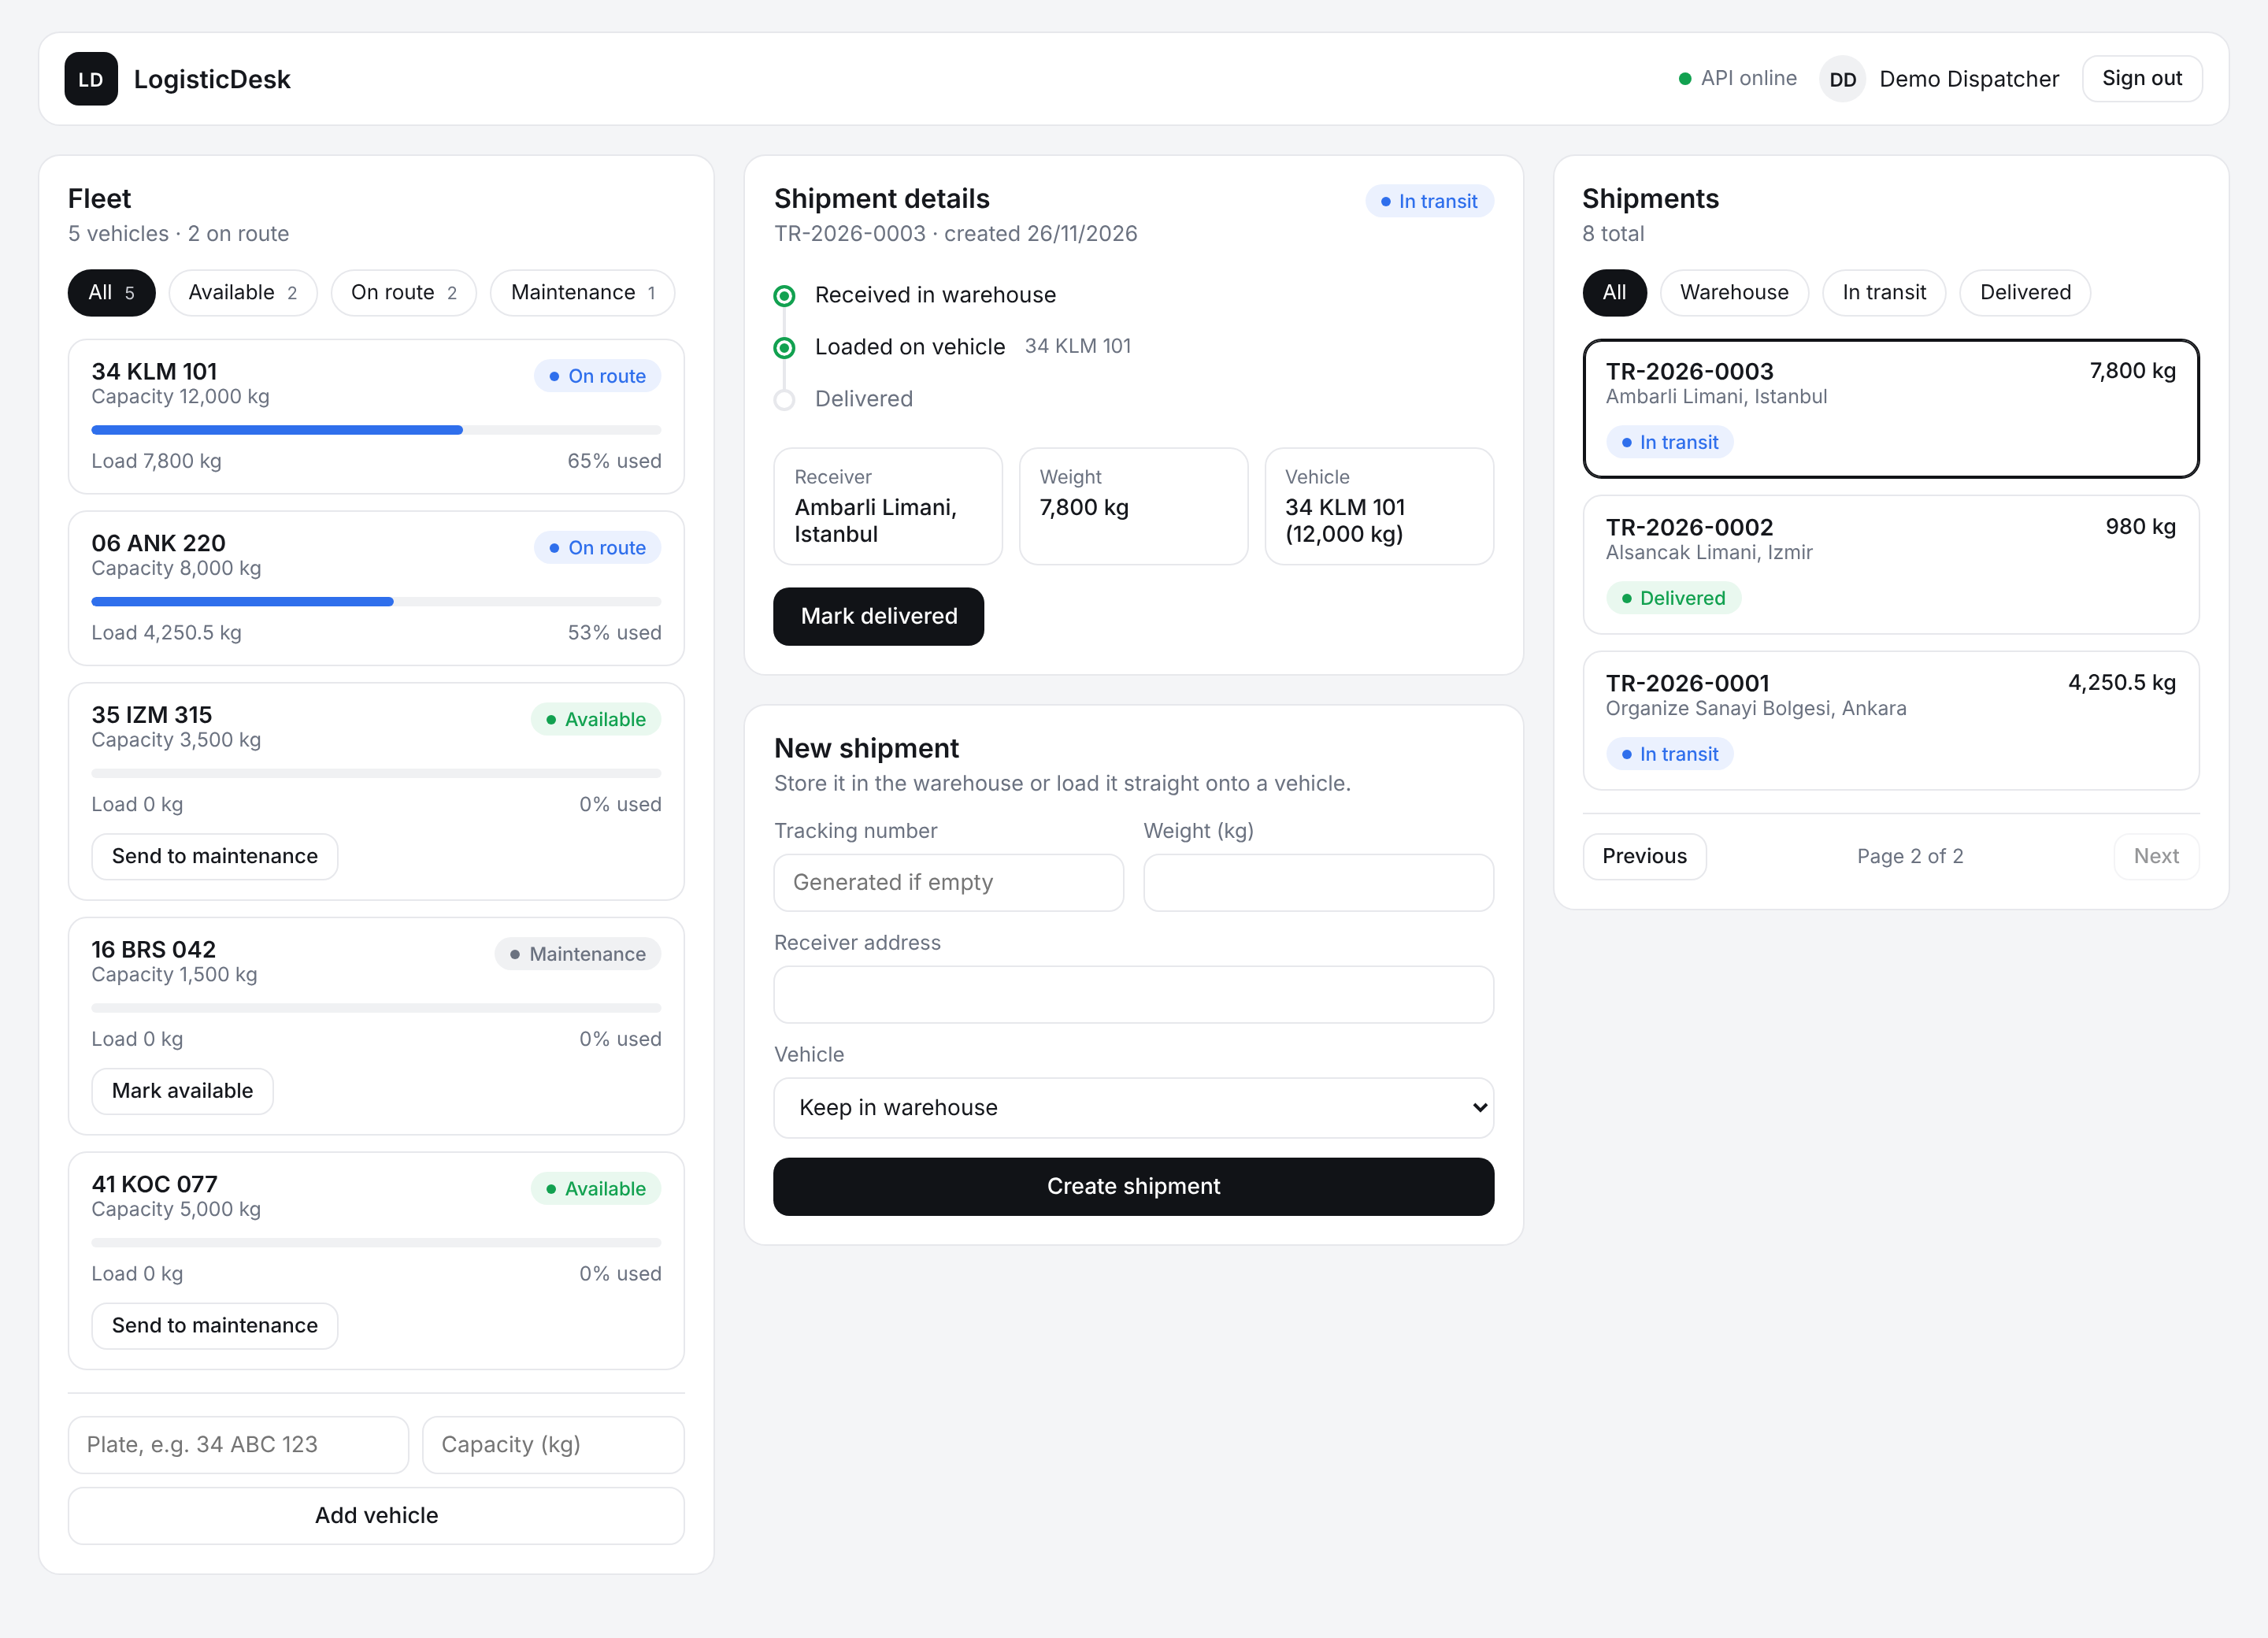 LD LogisticDesk
API online DD Demo Dispatcher Sign out
Fleet
5 vehicles · 2 on route
All 5 Available 2 On route 2 Maintenance 1
34 KLM 101 On route
Capacity 12,000 kg
Load 7,800 kg 65% used
06 ANK 220 On route
Capacity 8,000 kg
Load 4,250.5 kg 53% used
35 IZM 315 Available
Capacity 3,500 kg
Load 0 kg 0% used
Send to maintenance
16 BRS 042 Maintenance
Capacity 1,500 kg
Load 0 kg 0% used
Mark available
41 KOC 077 Available
Capacity 5,000 kg
Load 0 kg 0% used
Send to maintenance
Plate, e.g. 34 ABC 123 Capacity (kg)
Add vehicle
Shipment details In transit
TR-2026-0003 · created 26/11/2026
Received in warehouse
Loaded on vehicle 34 KLM 101
Delivered
Receiver
Ambarli Limani,
Istanbul
Weight
7,800 kg
Vehicle
34 KLM 101
(12,000 kg)
Mark delivered
New shipment
Store it in the warehouse or load it straight onto a vehicle.
Tracking number Weight (kg)
Generated if empty
Receiver address
Vehicle
Keep in warehouse
Create shipment
Shipments
8 total
All Warehouse In transit Delivered
TR-2026-0003 7,800 kg
Ambarli Limani, Istanbul
In transit
TR-2026-0002 980 kg
Alsancak Limani, Izmir
Delivered
TR-2026-0001 4,250.5 kg
Organize Sanayi Bolgesi, Ankara
In transit
Previous Page 2 of 2 Next